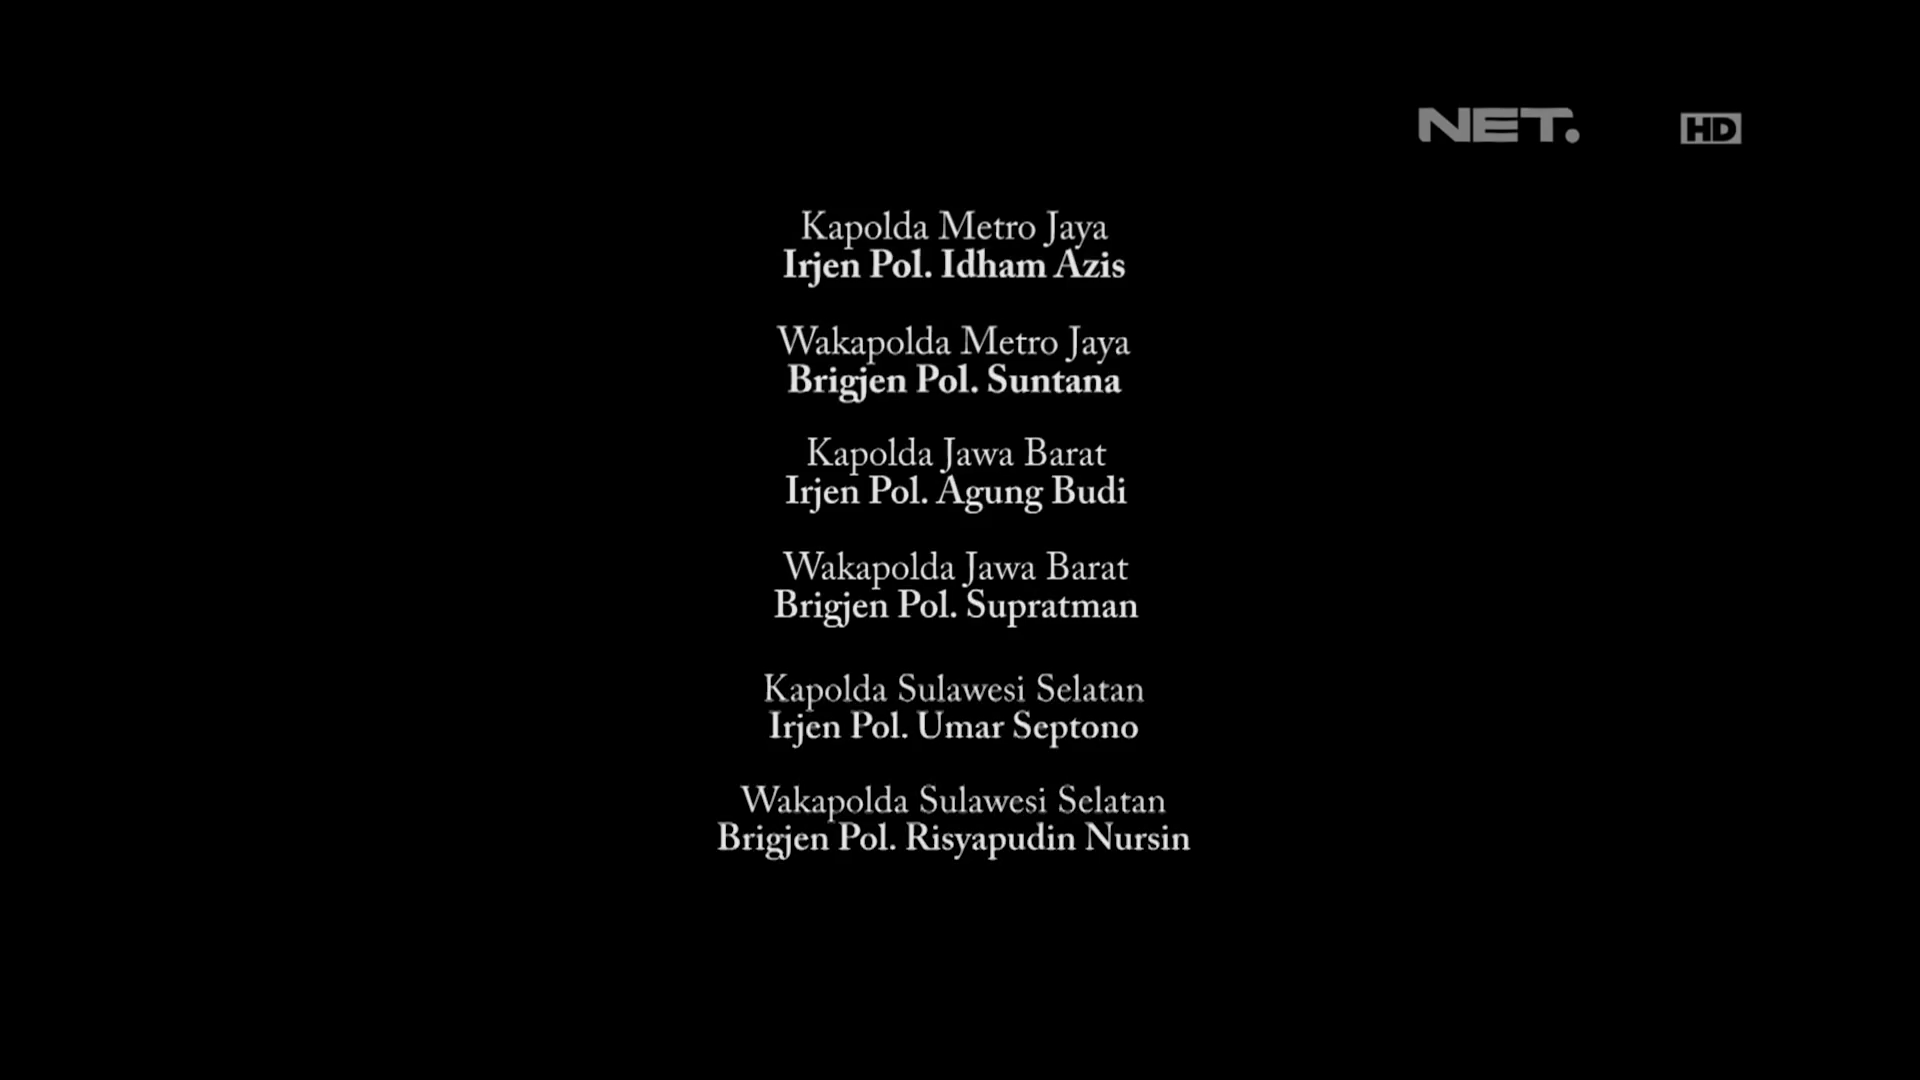 NET.
HD
Kapolda Metro Jaya
Irjen Pol. Idham Azis
Wakapolda Metro Jaya
Brigjen Pol. Suntana
Kapolda Jawa Barat
Irjen Pol. Agung Budi
Wakapolda Jawa Barat
Brigjen Pol. Supratman
Kapolda Sulawesi Selatan
Irjen Pol. Umar Septono
Wakapolda Sulawesi Selatan
Brigjen Pol. Risyapudin Nursin